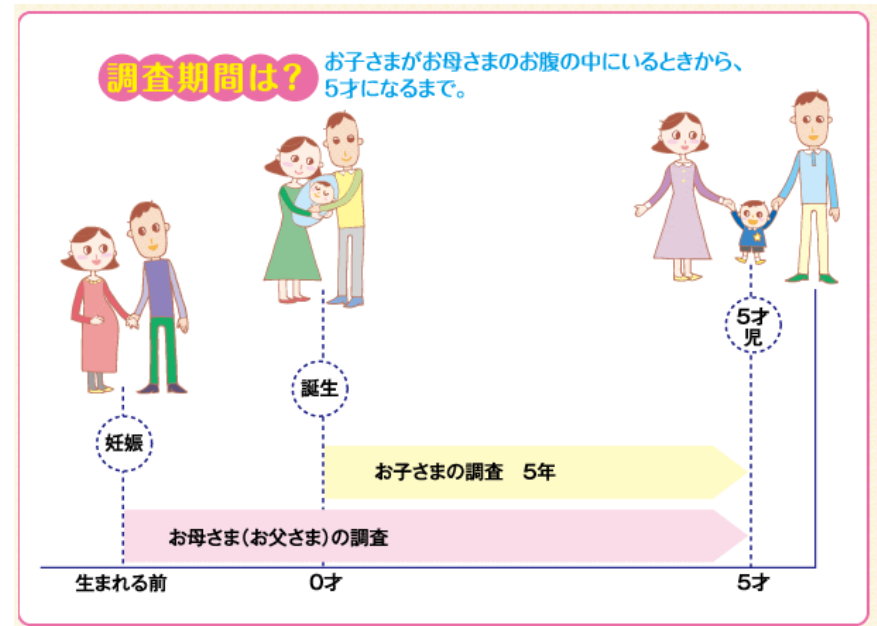 調査期間は?
お子さまがお母さまのお腹の中にいるときから、
5才になるまで。
5才
児
誕生
妊娠
お子さまの調査　5年
お母さま(お父さま)の調査
生まれる前
0才
5才